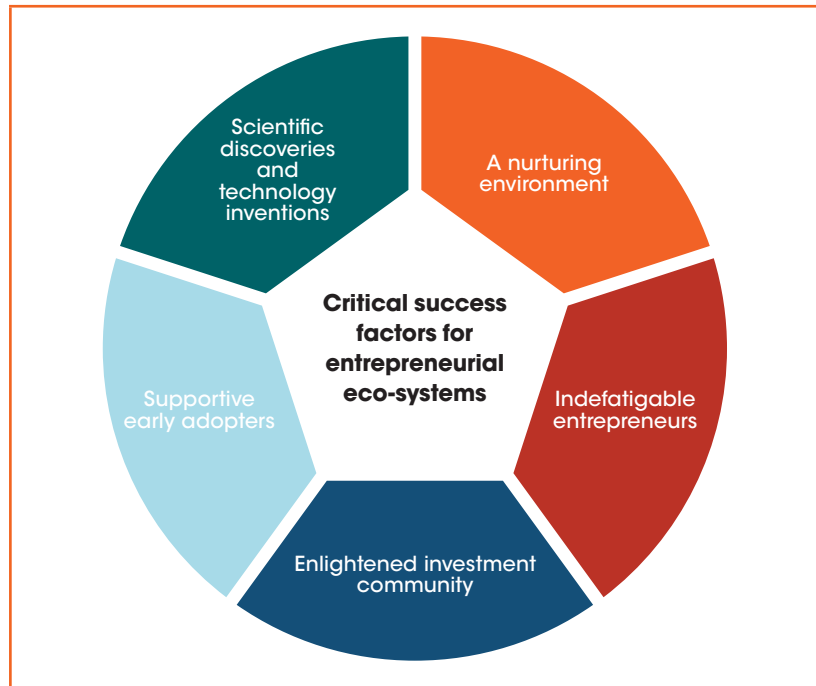 Scientific
discoveries
and
technology
inventions
A nurturing
environment
Critical success
factors for
entrepreneurial
eco-systems
Supportive
early adopters
Indefatigable
entrepreneurs
Enlightened investment
community